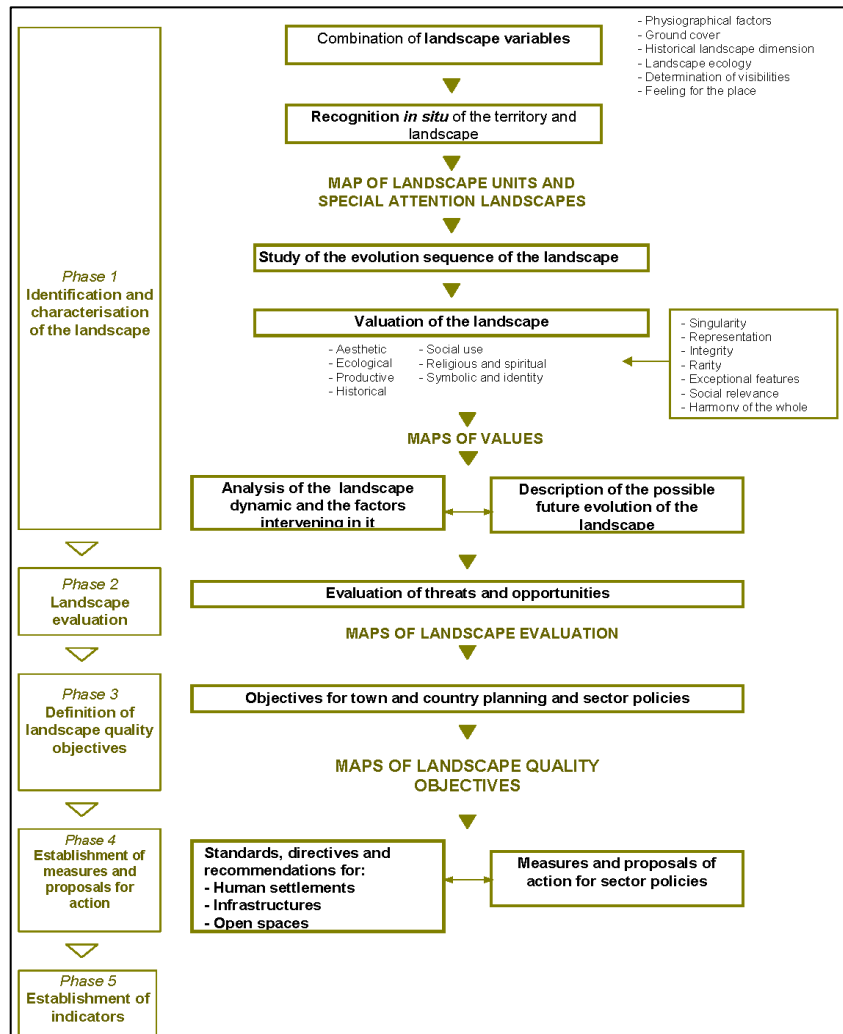 Combination of landscape variables
- Physiographical factors
- Ground cover
- Historical landscape dimension
- Landscape ecology
- Determination of visibilities
- Feeling for the place
Recognition in situ of the territory and
landscape
MAP OF LANDSCAPE UNITS AND
SPECIAL ATTENTION LANDSCAPES
Study of the evolution sequence of the landscape
Phase 1
Identification and
characterisation
of the landscape
Valuation of the landscape
- Aesthetic
- Ecological
- Productive
- Historical
- Social use
- Religious and spiritual
- Symbolic and identity
- Singularity
- Representation
- Integrity
- Rarity
- Exceptional features
- Social relevance
- Harmony of the whole
MAPS OF VALUES
Analysis of the landscape
dynamic and the factors
intervening in it
Description of the possible
future evolution of the
landscape
Phase 2
Landscape
evaluation
Evaluation of threats and opportunities
MAPS OF LANDSCAPE EVALUATION
Phase 3
Definition of
landscape quality
objectives
Objectives for town and country planning and sector policies
MAPS OF LANDSCAPE QUALITY
OBJECTIVES
Phase 4
Establishment of
measures and
proposals for
action
Standards, directives and
recommendations for:
- Human settlements
- Infrastructures
- Open spaces
Measures and proposals of
action for sector policies
Phase 5
Establishment of
indicators